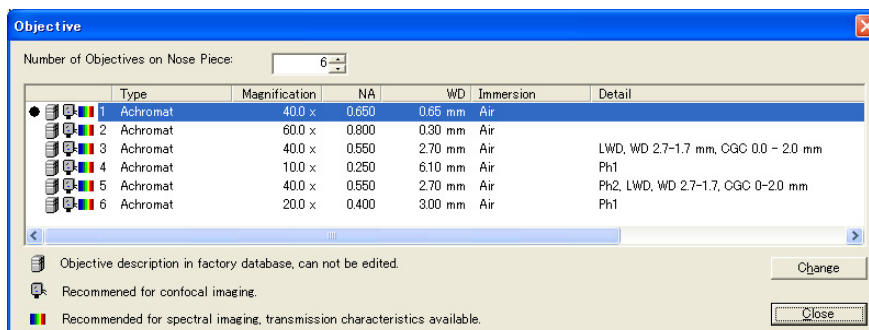 Objective
Number of Objectives on Nose Piece: 6
Type Magnification NA WD Immersion Detail
1 Achromat 40.0 x 0.650 0.65 mm Air
2 Achromat 60.0 x 0.800 0.30 mm Air
3 Achromat 40.0 x 0.550 2.70 mm Air LWD, WD 2.7-1.7 mm, CGC 0.0 - 2.0 mm
4 Achromat 10.0 x 0.250 6.10 mm Air Ph1
5 Achromat 40.0 x 0.550 2.70 mm Air Ph2, LWD, WD 2.7-1.7, CGC 0-2.0 mm
6 Achromat 20.0 x 0.400 3.00 mm Air Ph1
Objective description in factory database, can not be edited.
Change
Recommened for confocal imaging.
Recommended for spectral imaging, transmission characteristics available.
Close